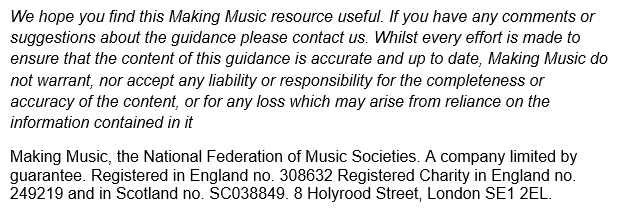 We hope you find this Making Music resource useful. If you have any comments or
suggestions about the guidance please contact us. Whilst every effort is made to
ensure that the content of this guidance is accurate and up to date, Making Music do
not warrant, nor accept any liability or responsibility for the completeness or
accuracy of the content, or for any loss which may arise from reliance on the
information contained in it
Making Music, the National Federation of Music Societies. A company limited by
guarantee. Registered in England no. 308632 Registered Charity in England no.
249219 and in Scotland no. SC038849. 8 Holyrood Street, London SE1 2EL.